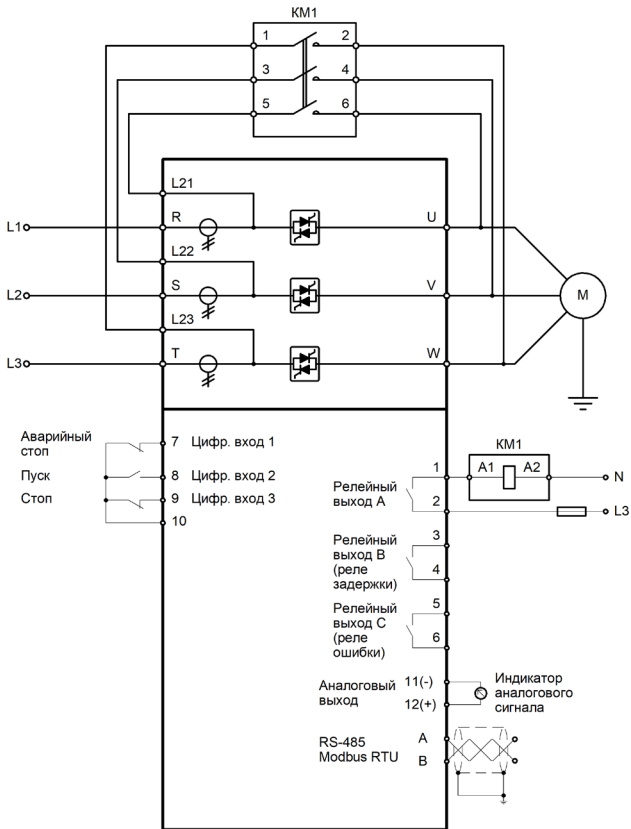 КМ1
1 2
3 4
5 6
L21
L1 R U
L22
L2 S V M
L23
L3 T W
Аварийный
стоп
7 Цифр. вход 1
Пуск 8 Цифр. вход 2
Стоп 9 Цифр. вход 3
10
КМ1
1 A1 A2 N
Релейный
выход А
2 L3
Релейный
выход В
(реле
задержки)
3
4
Релейный
выход С
(реле
ошибки)
5
6
Аналоговый
выход
11(-)
12(+)
Индикатор
аналогового
сигнала
RS-485
Modbus RTU
A
B